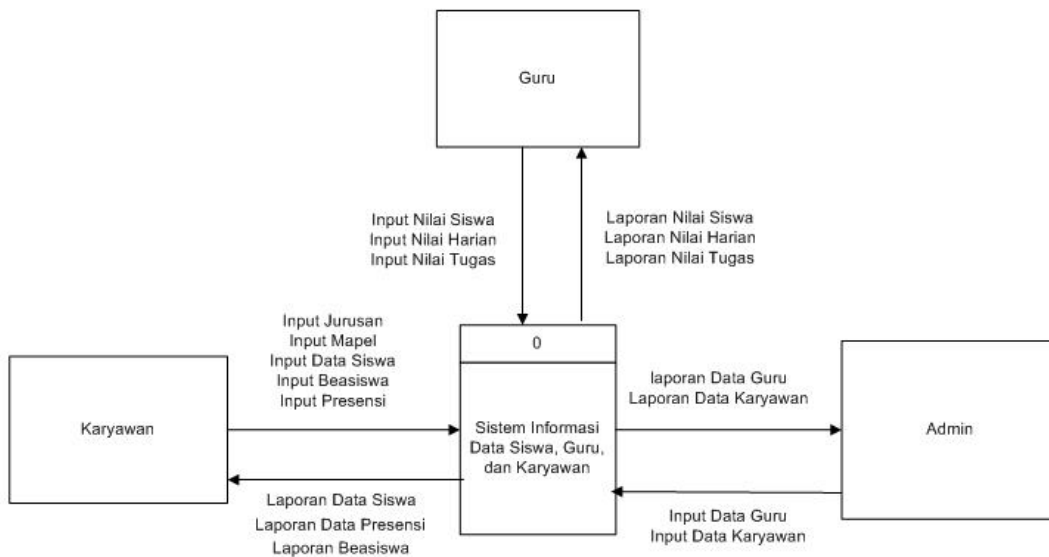 Guru
Input Nilai Siswa
Input Nilai Harian
Input Nilai Tugas
Laporan Nilai Siswa
Laporan Nilai Harian
Laporan Nilai Tugas
Input Jurusan
Input Mapel
Input Data Siswa
Input Beasiswa
Input Presensi
0
laporan Data Guru
Laporan Data Karyawan
Karyawan
Sistem Informasi
Data Siswa, Guru,
dan Karyawan
Admin
Laporan Data Siswa
Laporan Data Presensi
Laporan Beasiswa
Input Data Guru
Input Data Karyawan